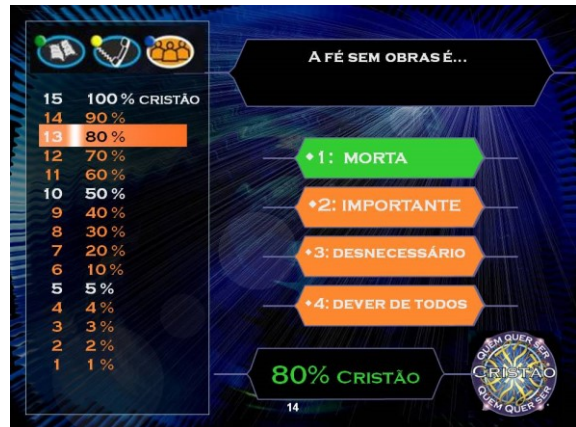 A FÉ SEM OBRAS É...
15 100 % CRISTÃO
14 90 %
13 80 %
12 70 %
11 60 %
10 50 %
9 40 %
8 30 %
7 20 %
6 10 %
5 5 %
4 4 %
3 3 %
2 2 %
1 1 %
1: MORTA
2: IMPORTANTE
3: DESNECESSÁRIO
4: DEVER DE TODOS
80% CRISTÃO
14
QUEM QUER SER
CRISTÃO
QUEM QUER SER